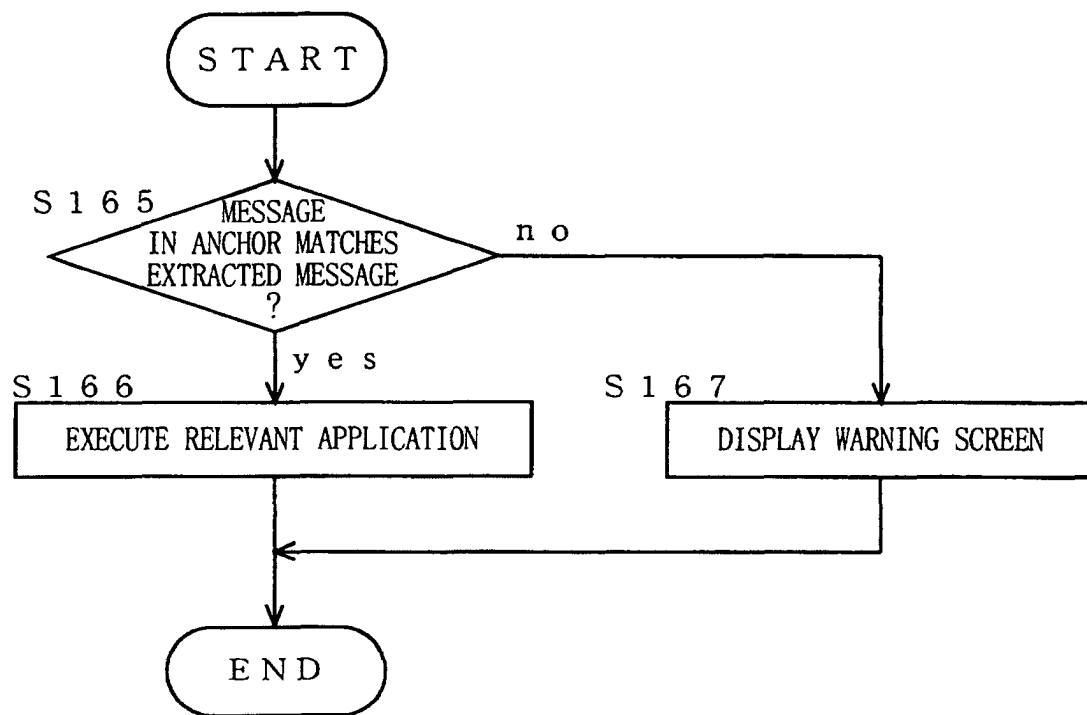 START
S165
MESSAGE
IN ANCHOR MATCHES
EXTRACTED MESSAGE
?
no
yes
S166
EXECUTE RELEVANT APPLICATION
S167
DISPLAY WARNING SCREEN
END